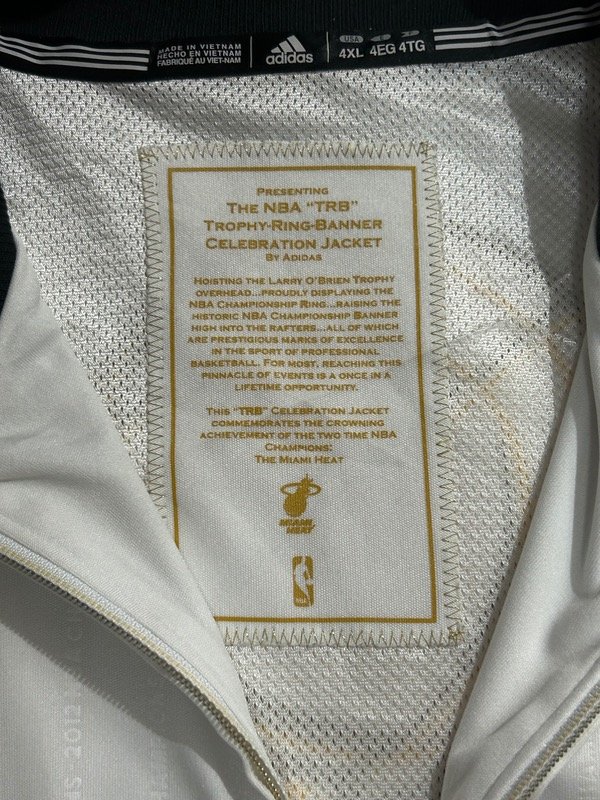 MADE IN VIETNAM
HECHO EN VIETNAM
FABRIQUÉ AU VIET-NAM
adidas
USA
4XL 4EG 4TG
PRESENTING
THE NBA “TRB”
TROPHY-RING-BANNER
CELEBRATION JACKET
BY ADIDAS
HOISTING THE LARRY O’BRIEN TROPHY
OVERHEAD...PROUDLY DISPLAYING THE
NBA CHAMPIONSHIP RING...RAISING THE
HISTORIC NBA CHAMPIONSHIP BANNER
HIGH INTO THE RAFTERS...ALL OF WHICH
ARE PRESTIGIOUS MARKS OF EXCELLENCE
IN THE SPORT OF PROFESSIONAL
BASKETBALL. FOR MOST, REACHING THIS
PINNACLE OF EVENTS IS A ONCE IN A
LIFETIME OPPORTUNITY.
THIS “TRB” CELEBRATION JACKET
COMMEMORATES THE CROWNING
ACHIEVEMENT OF THE TWO TIME NBA
CHAMPIONS:
THE MIAMI HEAT
MIAMI
HEAT
NBA
2012